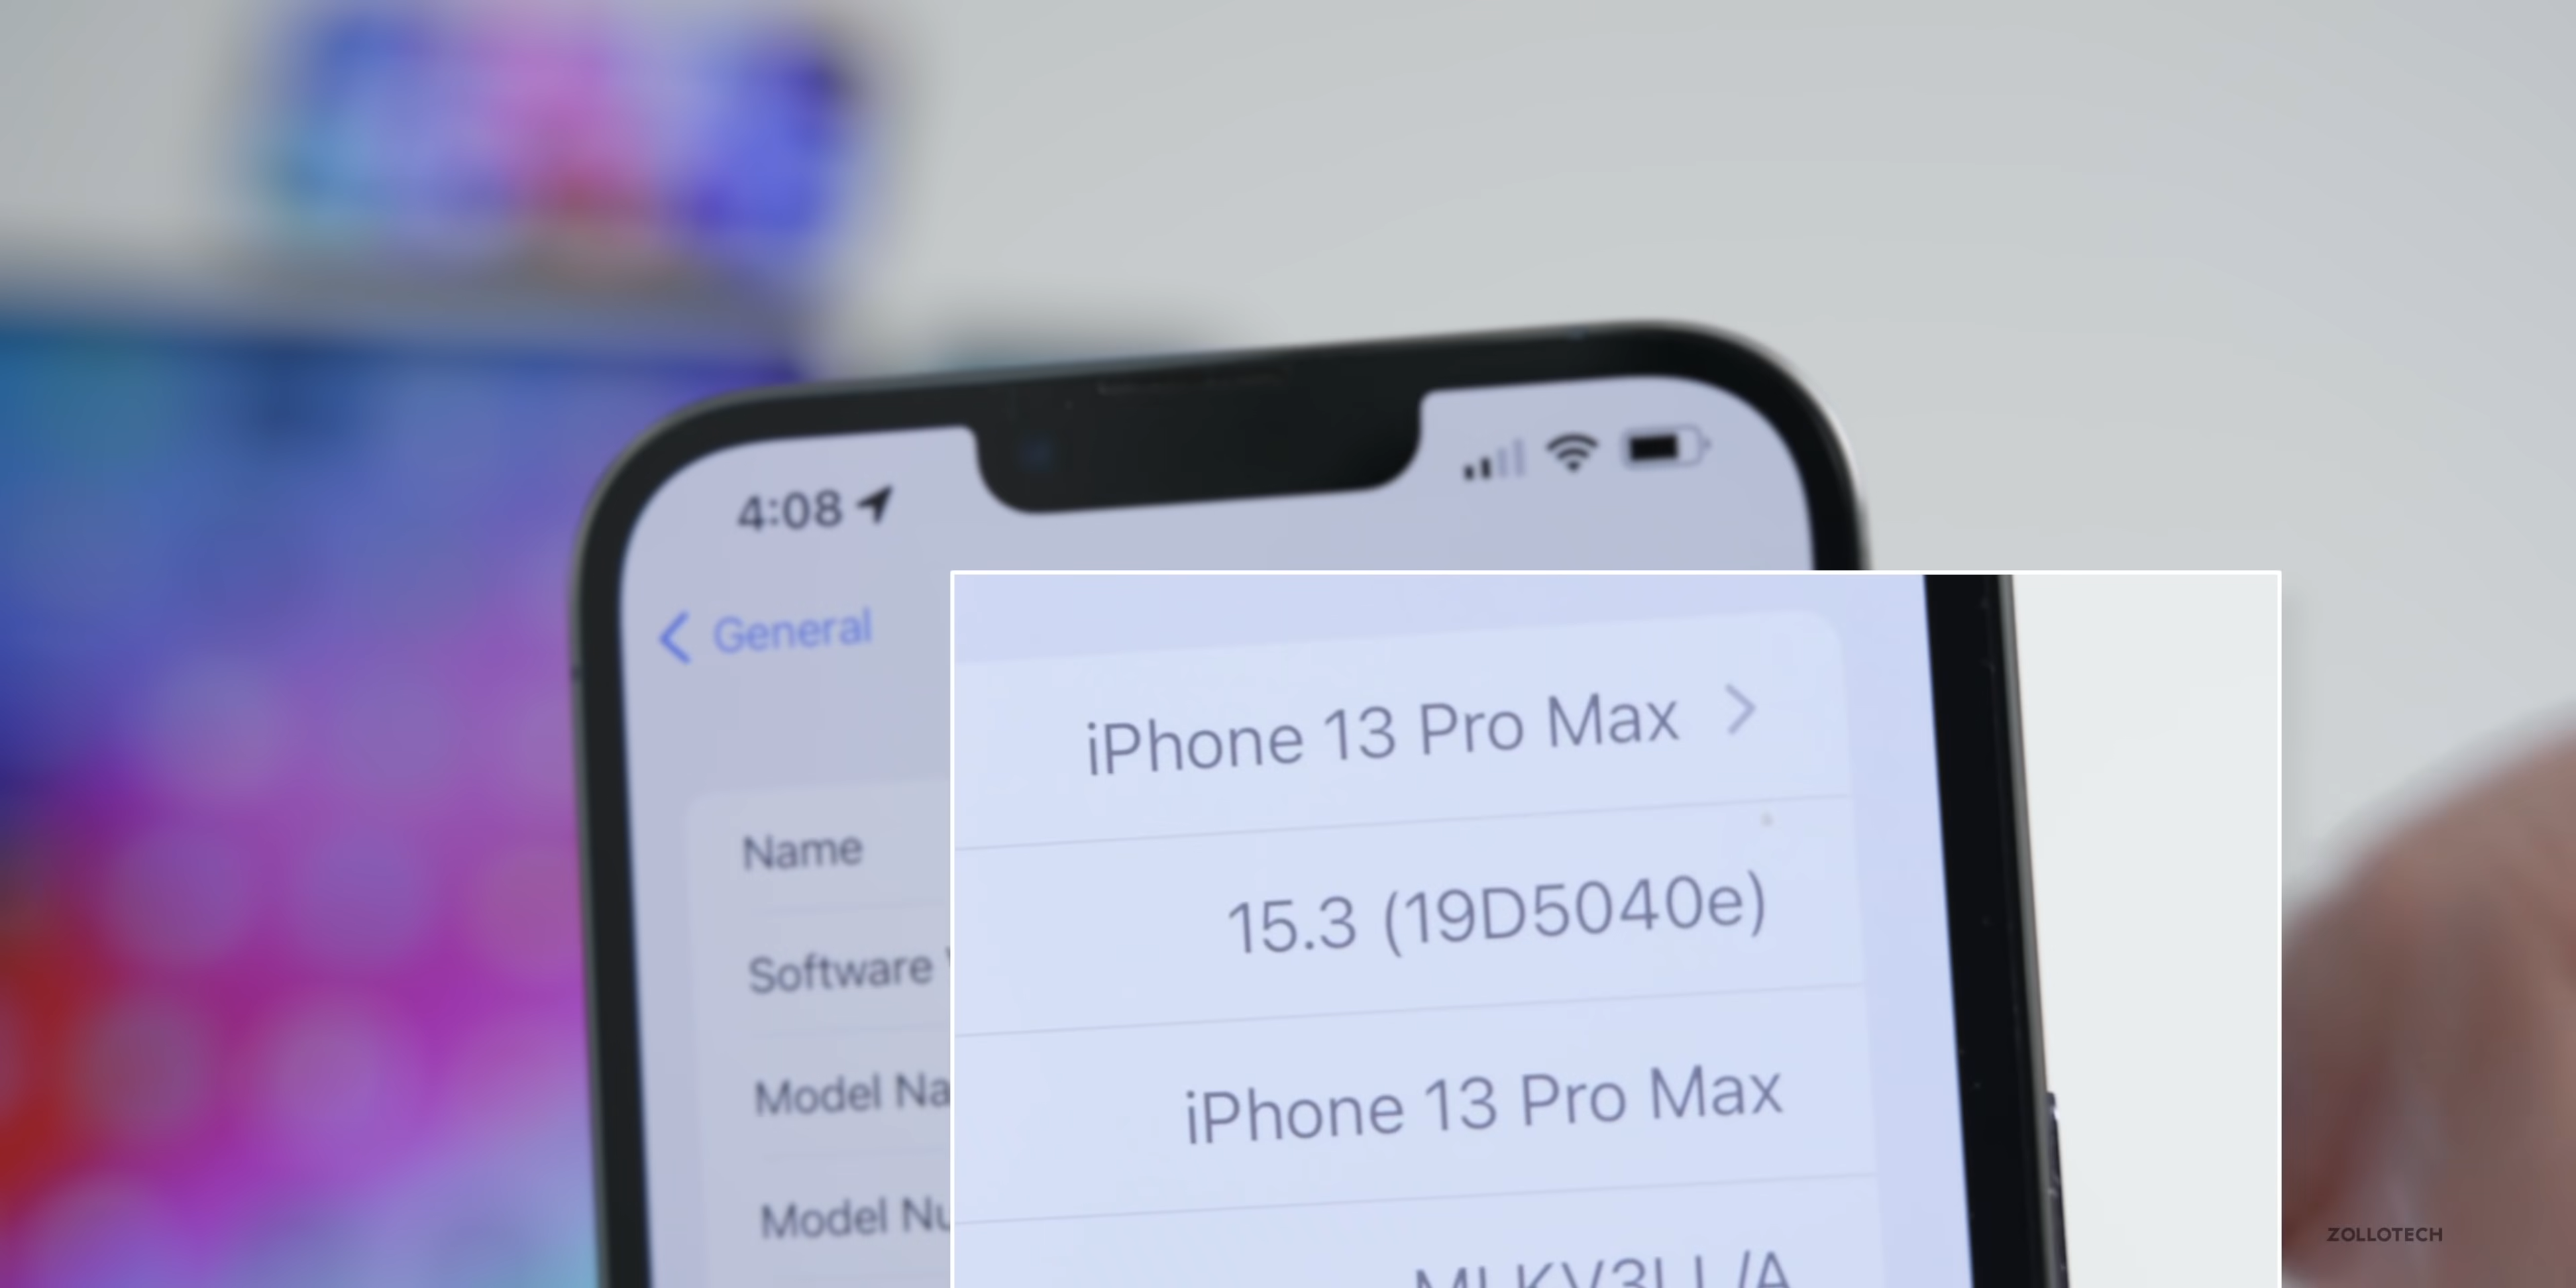 4:08
General
Name
iPhone 13 Pro Max
Software
15.3 (19D5040e)
Model Na
iPhone 13 Pro Max
Model Nu
MLKV3LL/A
ZOLLOTECH